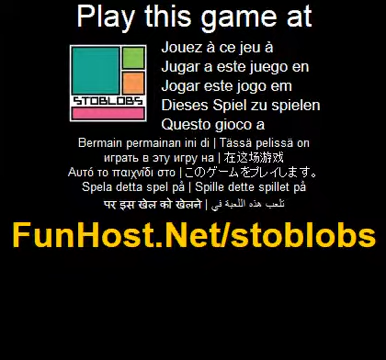 Play this game at
STOBLOBS
Jouez à ce jeu à
Jugar a este juego en
Jogar este jogo em
Dieses Spiel zu spielen
Questo gioco a
Bermain permainan ini di | Tässä pelissä on
играть в эту игру на | 在这场游戏
Αυτό το παιχνίδι στο | このゲームをプレイします。
Spela detta spel på | Spille dette spillet på
पर इस खेल को खेलने | تلعب هذه اللعبة في
FunHost.Net/stoblobs